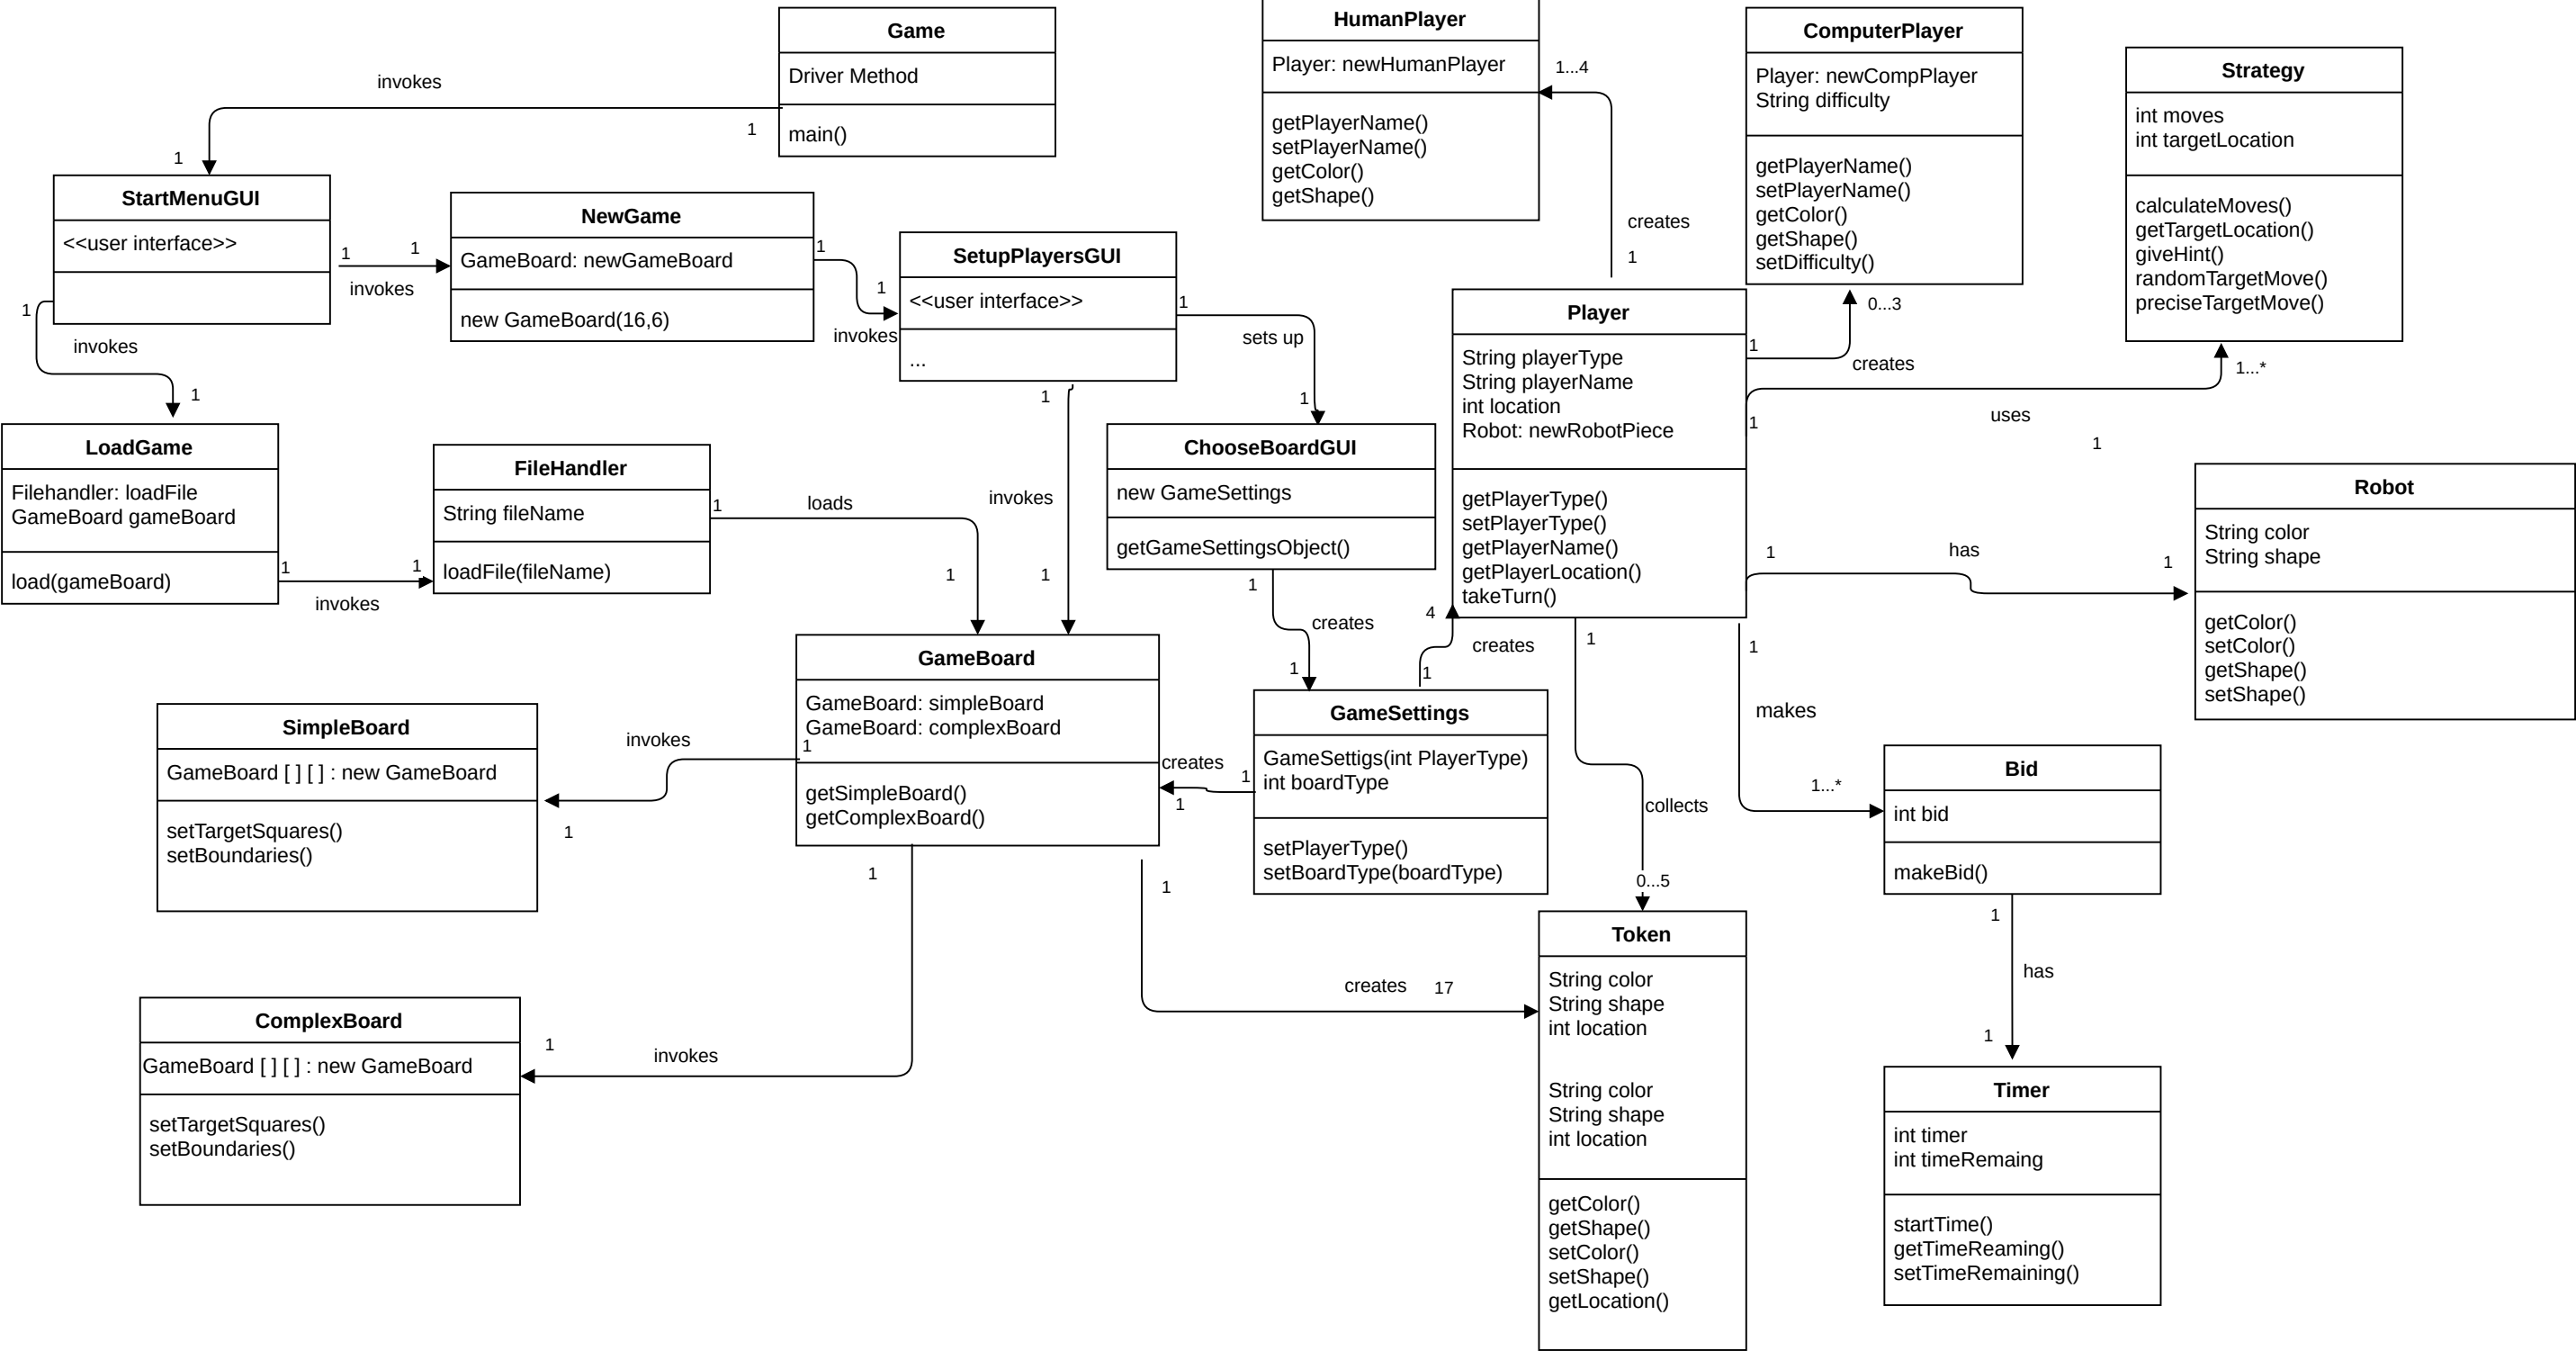 Game
Driver Method
main()
invokes
1
1
HumanPlayer
Player: newHumanPlayer
getPlayerName()
setPlayerName()
getColor()
getShape()
1...4
creates
1
ComputerPlayer
Player: newCompPlayer
String difficulty
getPlayerName()
setPlayerName()
getColor()
getShape()
setDifficulty()
0...3
1
creates
Strategy
int moves
int targetLocation
calculateMoves()
getTargetLocation()
giveHint()
randomTargetMove()
preciseTargetMove()
1...*
uses
1
1
StartMenuGUI
<<user interface>>
1
1
invokes
1
invokes
1
NewGame
GameBoard: newGameBoard
new GameBoard(16,6)
1
1
invokes
SetupPlayersGUI
<<user interface>>
...
1
sets up
1
1
invokes
1
Player
String playerType
String playerName
int location
Robot: newRobotPiece
getPlayerType()
setPlayerType()
getPlayerName()
getPlayerLocation()
takeTurn()
LoadGame
Filehandler: loadFile
GameBoard gameBoard
load(gameBoard)
1
1
invokes
FileHandler
String fileName
loadFile(fileName)
1
loads
1
ChooseBoardGUI
new GameSettings
getGameSettingsObject()
1
creates
1
4
creates
1
1
has
1
Robot
String color
String shape
getColor()
setColor()
getShape()
setShape()
GameBoard
GameBoard: simpleBoard
GameBoard: complexBoard
getSimpleBoard()
getComplexBoard()
1
invokes
1
SimpleBoard
GameBoard [ ] [ ] : new GameBoard
setTargetSquares()
setBoundaries()
creates
1
1
GameSettings
GameSettigs(int PlayerType)
int boardType
setPlayerType()
setBoardType(boardType)
1
collects
0...5
1
makes
1...*
Bid
int bid
makeBid()
1
has
1
1
invokes
1
1
creates
17
ComplexBoard
GameBoard [ ] [ ] : new GameBoard
setTargetSquares()
setBoundaries()
Token
String color
String shape
int location
String color
String shape
int location
getColor()
getShape()
setColor()
setShape()
getLocation()
Timer
int timer
int timeRemaing
startTime()
getTimeReaming()
setTimeRemaining()